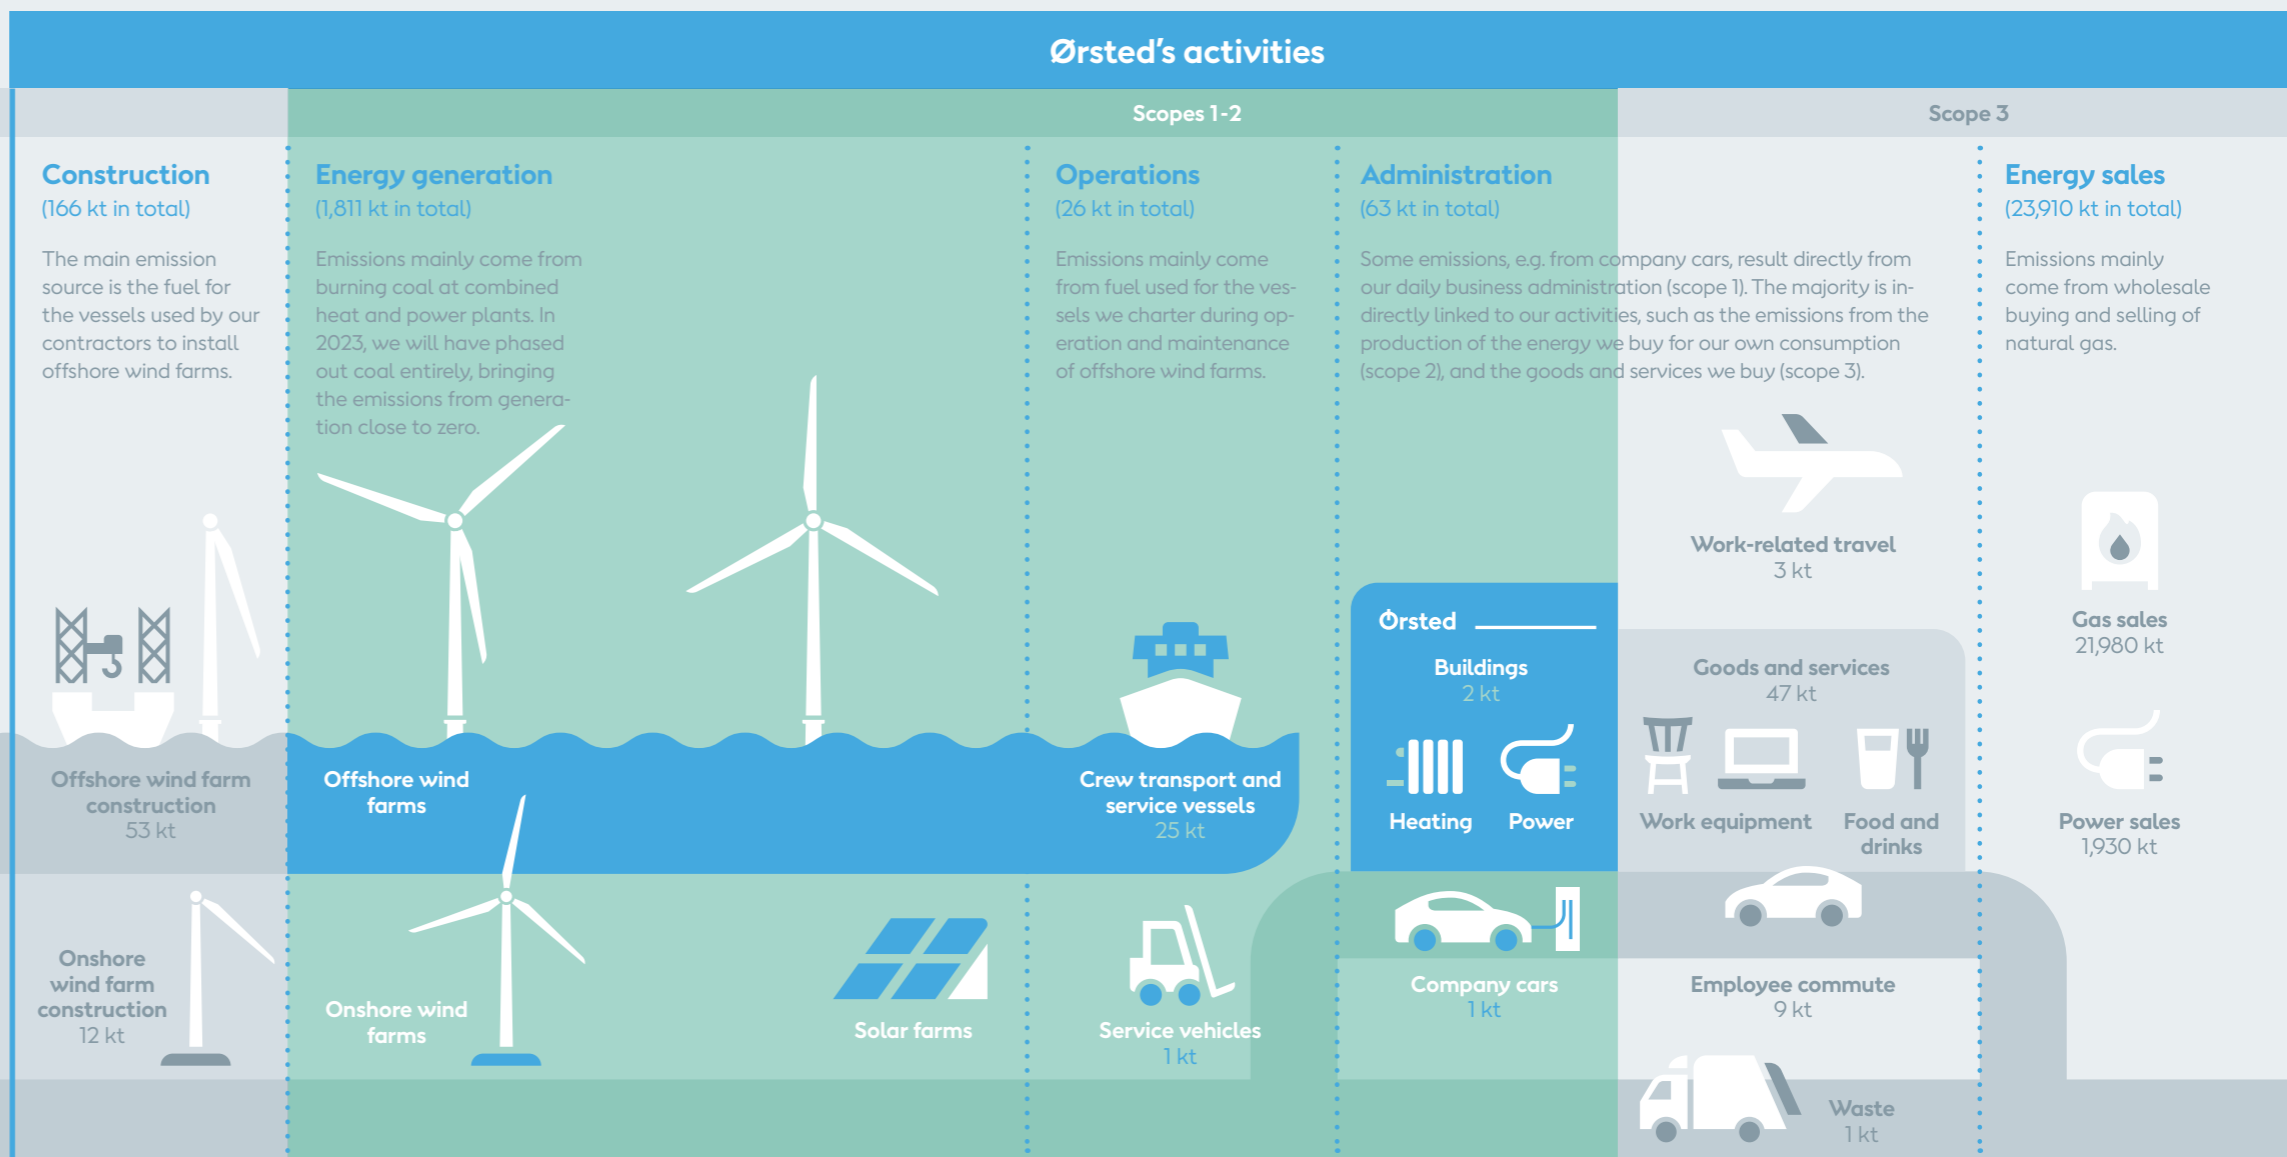 Ørsted's activities
Scopes 1-2
Scope 3
Construction
(166 kt in total)
The main emission
source is the fuel for
the vessels used by our
contractors to install
offshore wind farms.
Energy generation
(1,811 kt in total)
Emissions mainly come from
burning coal at combined
heat and power plants. In
2023, we will have phased
out coal entirely, bringing
the emissions from genera-
tion close to zero.
Operations
(26 kt in total)
Emissions mainly come
from fuel used for the ves-
sels we charter during op-
eration and maintenance
of offshore wind farms.
Administration
(63 kt in total)
Some emissions, e.g. from company cars, result directly from
our daily business administration (scope 1). The majority is in-
directly linked to our activities, such as the emissions from the
production of the energy we buy for our own consumption
(scope 2), and the goods and services we buy (scope 3).
Energy sales
(23,910 kt in total)
Emissions mainly
come from wholesale
buying and selling of
natural gas.
Offshore wind farm
construction
53 kt
Onshore
wind farm
construction
12 kt
Offshore wind
farms
Onshore wind
farms
Solar farms
Crew transport and
service vessels
25 kt
Service vehicles
1 kt
Ørsted
Buildings
2 kt
Heating
Power
Company cars
1 kt
Work-related travel
3 kt
Goods and services
47 kt
Work equipment
Food and
drinks
Employee commute
9 kt
Waste
1 kt
Gas sales
21,980 kt
Power sales
1,930 kt